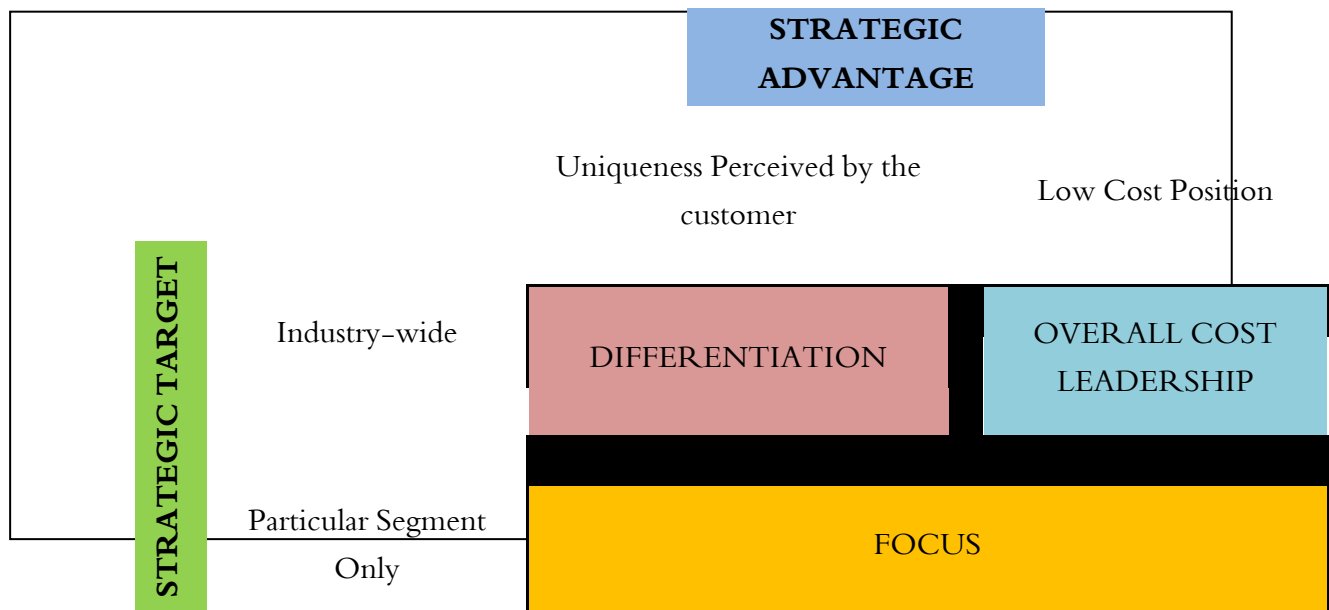 STRATEGIC
ADVANTAGE
Uniqueness Perceived by the
customer
Low Cost Position
STRATEGIC TARGET
Industry-wide
DIFFERENTIATION
OVERALL COST
LEADERSHIP
Particular Segment
Only
FOCUS